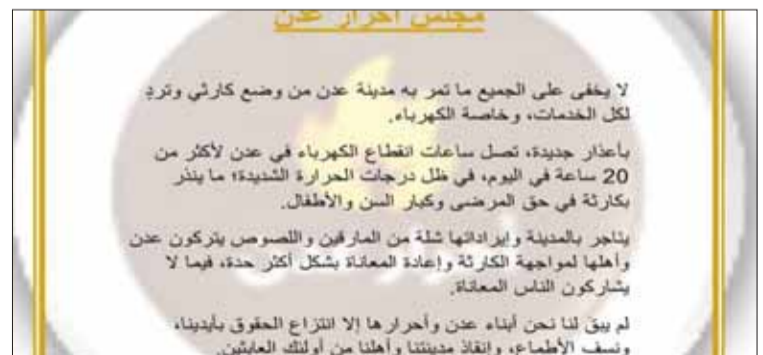 مجلس أحرار عدن
لا يخفى على الجميع ما تمر به مدينة عدن من وضع كارثي وتردٍ
لكل الخدمات، وخاصة الكهرباء.
بأعذار جديدة، تصل ساعات انقطاع الكهرباء في عدن لأكثر من
20 ساعة في اليوم، في ظل درجات الحرارة الشديدة؛ ما ينذر
بكارثة في حق المرضى وكبار السن والأطفال.
يتاجر بالمدينة وإيراداتها شلة من المارقين واللصوص يتركون عدن
وأهلها لمواجهة الكارثة وإعادة المعاناة بشكل أكثر حدة، فيما لا
يشاركون الناس المعاناة.
لم يبق لنا نحن أبناء عدن وأحرارها إلا انتزاع الحقوق بأيدينا،
ونسف الأطماع، وإنقاذ مدينتنا وأهلنا من أولئك العابثين.